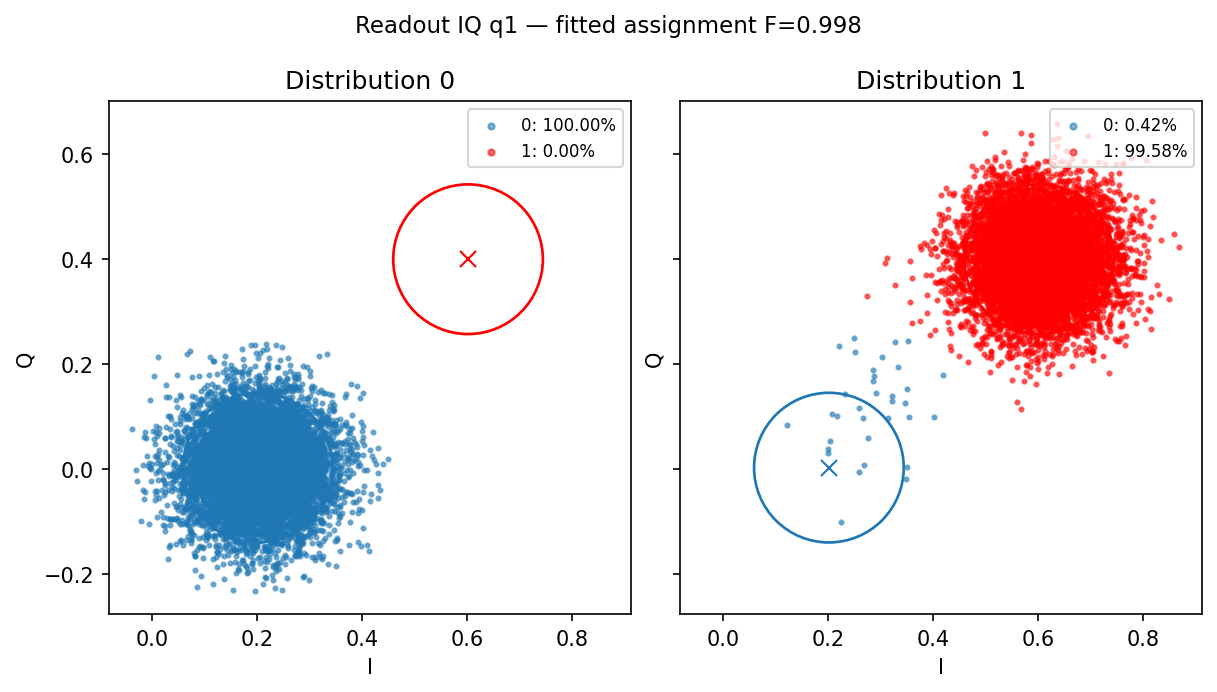 Readout IQ q1 — fitted assignment F=0.998
Distribution 0
0: 100.00%
1: 0.00%
Q
0.6
0.4
0.2
0.0
−0.2
0.0 0.2 0.4 0.6 0.8
I
Distribution 1
0: 0.42%
1: 99.58%
Q
0.0 0.2 0.4 0.6 0.8
I